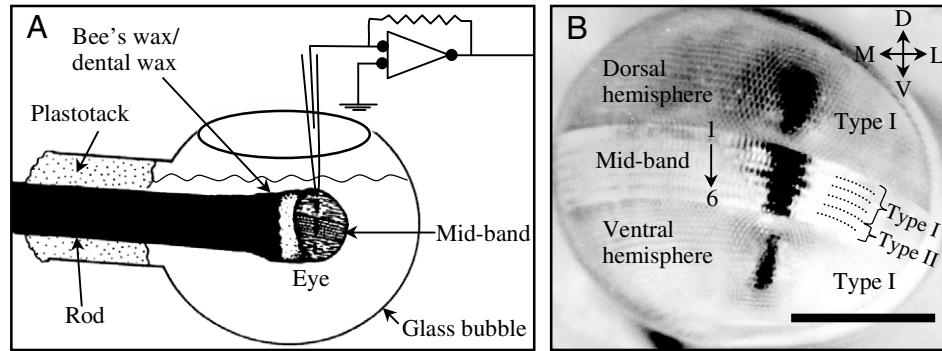 A
Bee's wax/
dental wax
Plastotack
Mid-band
Eye
Rod
Glass bubble
B
D
M
L
V
Dorsal
hemisphere
Type I
1
Mid-band
6
Type I
Type II
Ventral
hemisphere
Type I